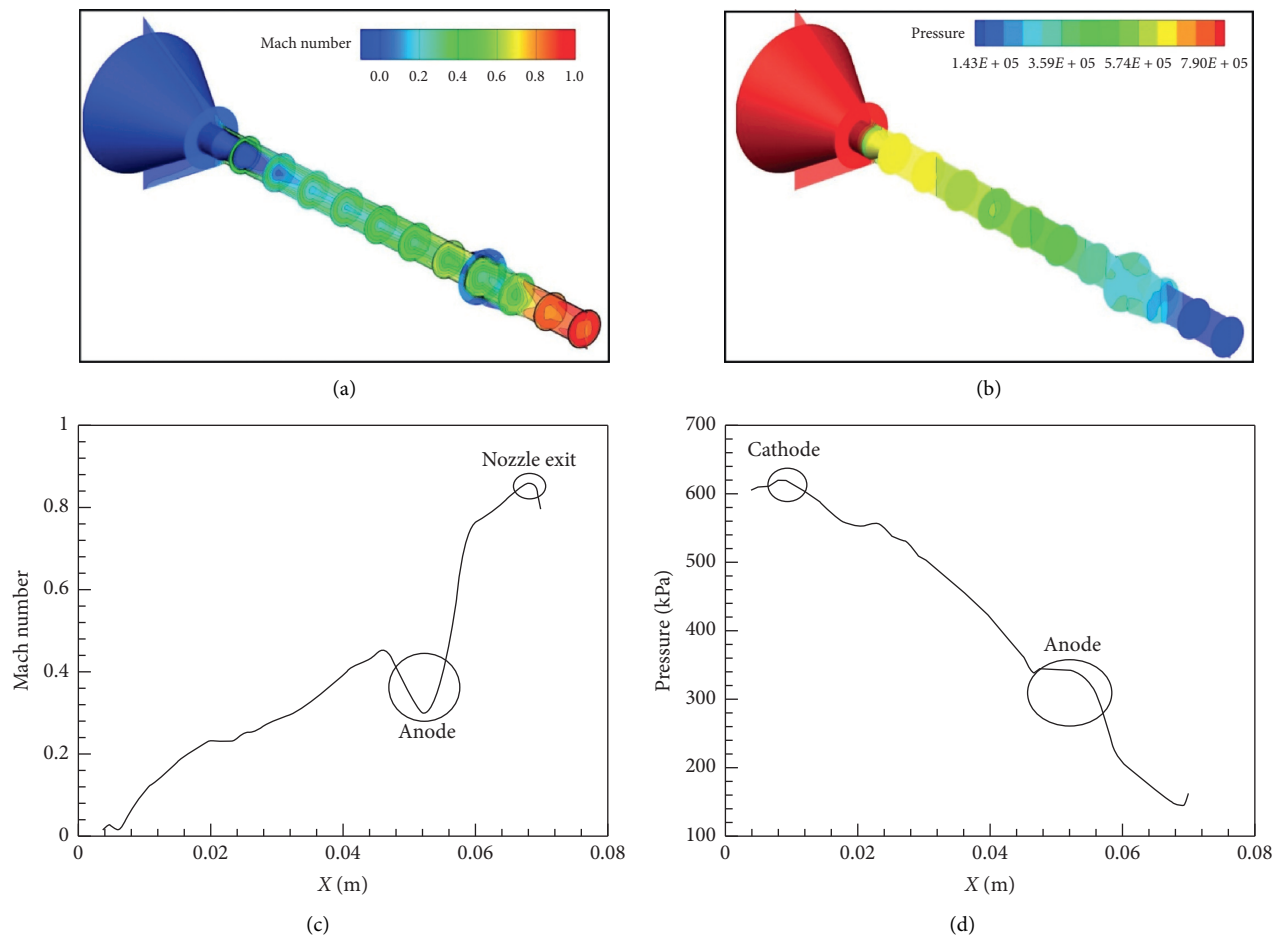 Mach number
0.0 0.2 0.4 0.6 0.8 1.0
(a)
Pressure
1.43E + 05 3.59E + 05 5.74E + 05 7.90E + 05
(b)
1
0.8
0.6
0.4
0.2
0
Mach number
Nozzle exit
Anode
0 0.02 0.04 0.06 0.08
X (m)
(c)
700
600
500
400
300
200
100
Pressure (kPa)
Cathode
Anode
0 0.02 0.04 0.06 0.08
X (m)
(d)